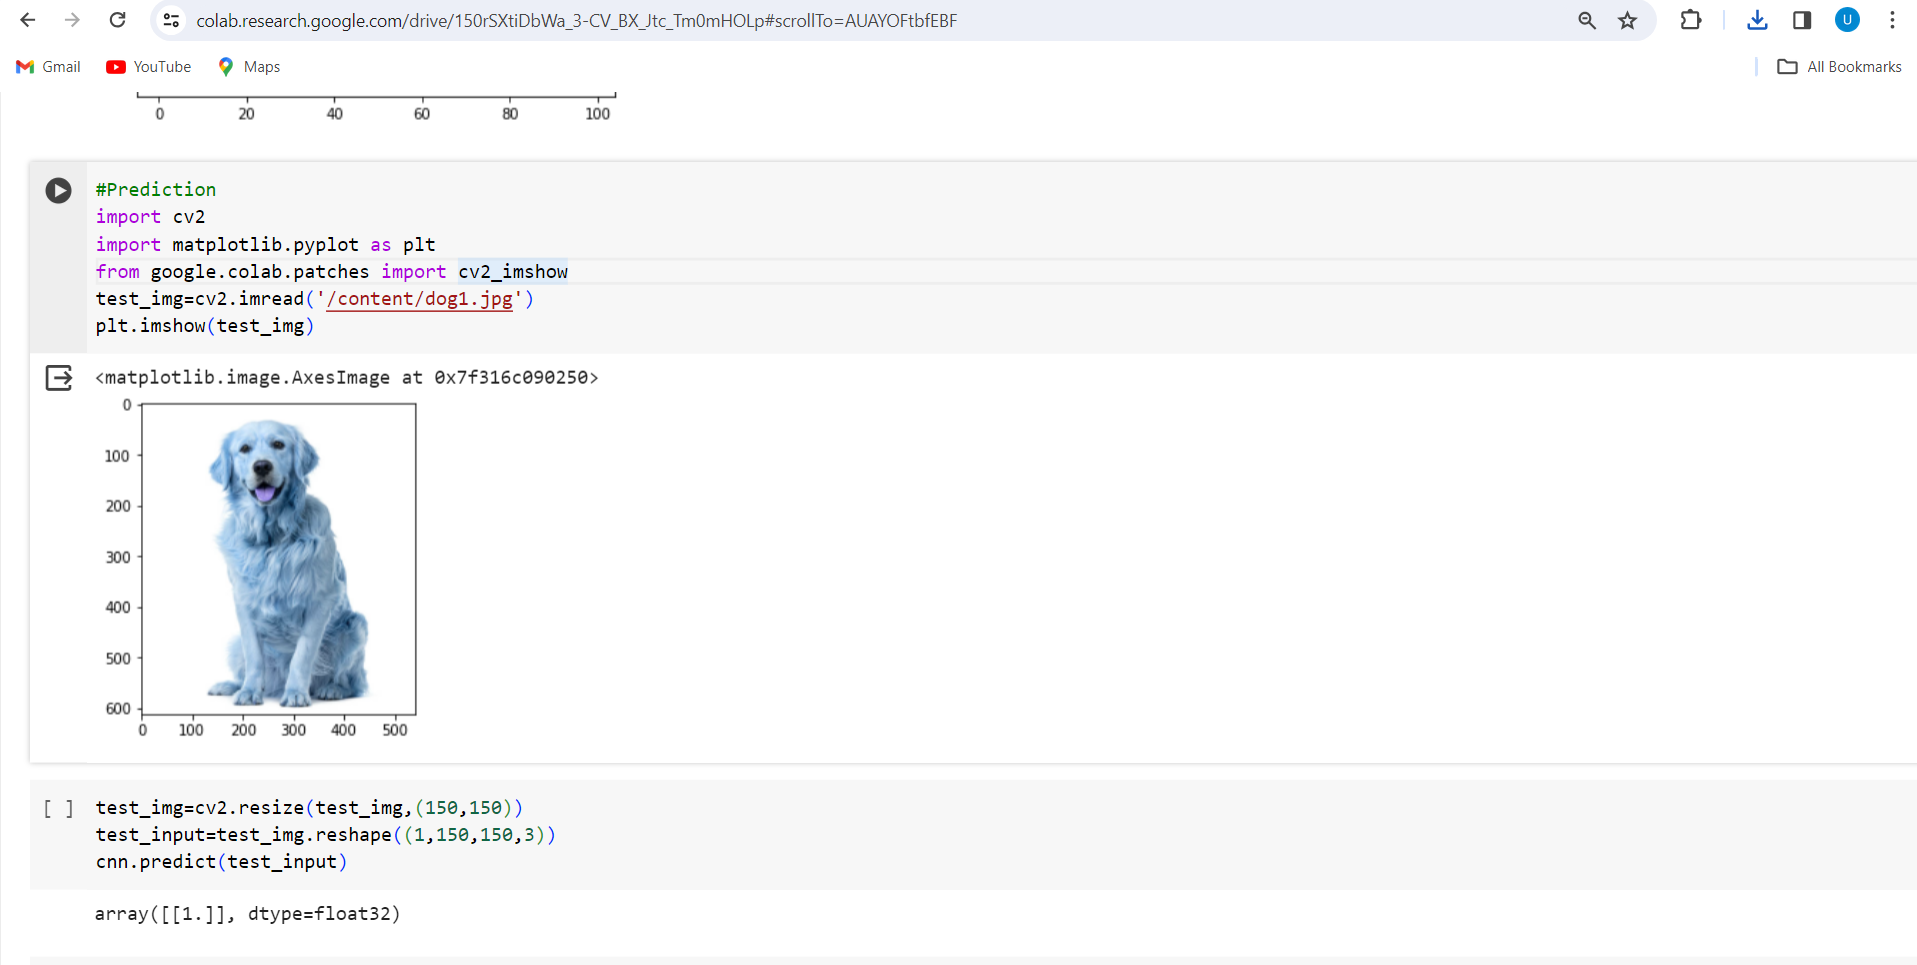 colab.research.google.com/drive/150rSXtiDbWa_3-CV_BX_Jtc_Tm0mHOLp#scrollTo=AUAYOFtbfEBF
U
Gmail YouTube Maps All Bookmarks
0 20 40 60 80 100
#Prediction
import cv2
import matplotlib.pyplot as plt
from google.colab.patches import cv2_imshow
test_img=cv2.imread('/content/dog1.jpg')
plt.imshow(test_img)
<matplotlib.image.AxesImage at 0x7f316c090250>
0
100
200
300
400
500
600
0 100 200 300 400 500
[ ] test_img=cv2.resize(test_img,(150,150))
test_input=test_img.reshape((1,150,150,3))
cnn.predict(test_input)
array([[1.]], dtype=float32)